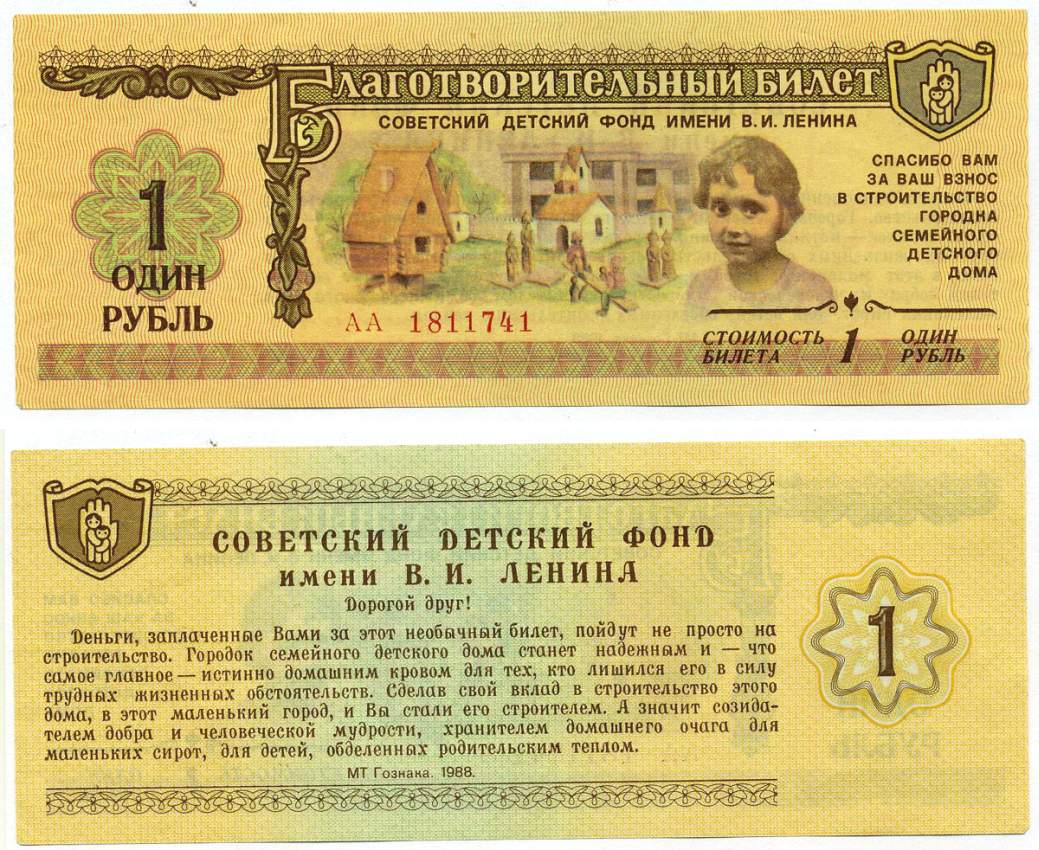 Благотворительный билет
СОВЕТСКИЙ ДЕТСКИЙ ФОНД ИМЕНИ В.И. ЛЕНИНА
СПАСИБО ВАМ
ЗА ВАШ ВЗНОС
В СТРОИТЕЛЬСТВО
ГОРОДКА
СЕМЕЙНОГО
ДЕТСКОГО
ДОМА
1
ОДИН
РУБЛЬ
АА 1811741
СТОИМОСТЬ
БИЛЕТА
1
ОДИН
РУБЛЬ
СОВЕТСКИЙ ДЕТСКИЙ ФОНД
имени В. И. ЛЕНИНА
Дорогой друг!
Деньги, заплаченные Вами за этот необычный билет, пойдут не просто на
строительство. Городок семейного детского дома станет надежным и — что
самое главное — истинно домашним кровом для тех, кто лишился его в силу
трудных жизненных обстоятельств. Сделав свой вклад в строительство этого
дома, в этот маленький город, и Вы стали его строителем. А значит созида-
телем добра и человеческой мудрости, хранителем домашнего очага для
маленьких сирот, для детей, обделенных родительским теплом.
МТ Гознака. 1988.
1